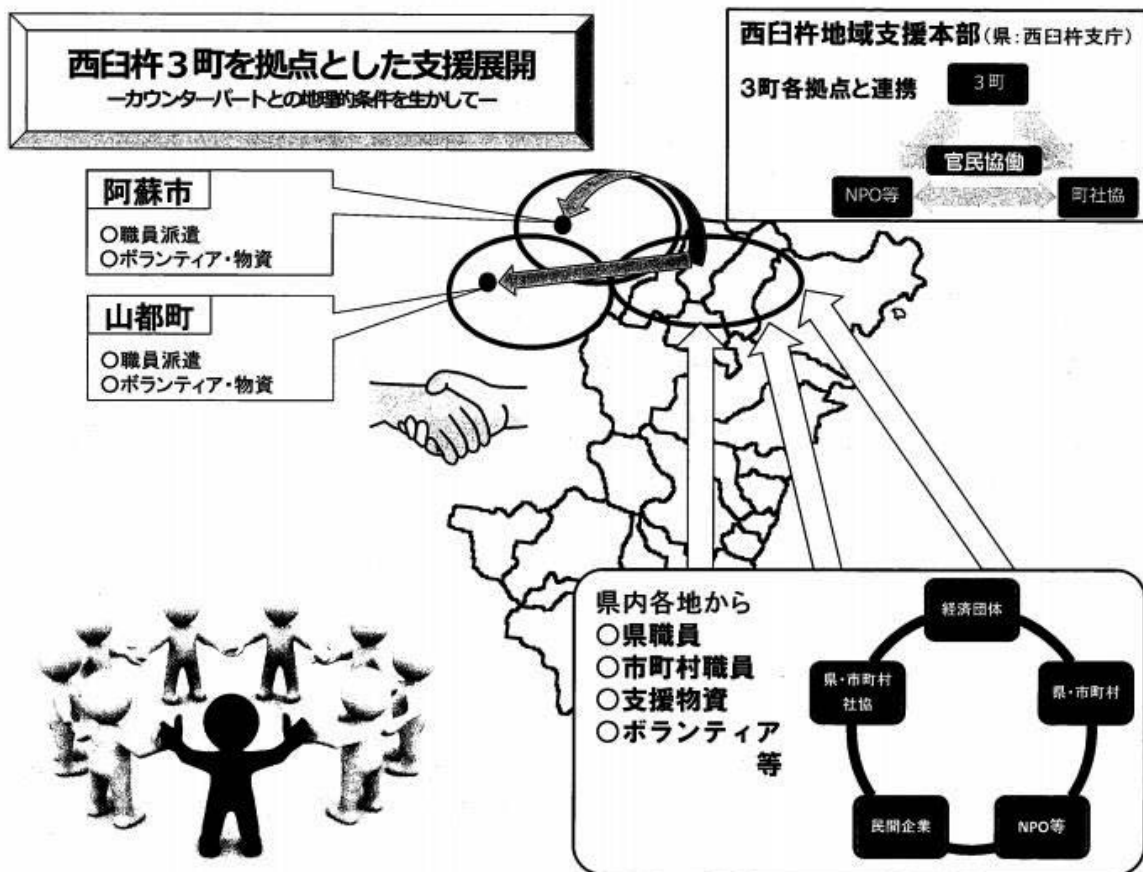 西臼杵3町を拠点とした支援展開
―カウンターパートとの地理的条件を生かして―
西臼杵地域支援本部(県:西臼杵支庁)
3町各拠点と連携
3町
官民協働
NPO等
町社協
阿蘇市
○職員派遣
○ボランティア・物資
山都町
○職員派遣
○ボランティア・物資
県内各地から
○県職員
○市町村職員
○支援物資
○ボランティア
等
経済団体
県・市町村
社協
県・市町村
民間企業
NPO等